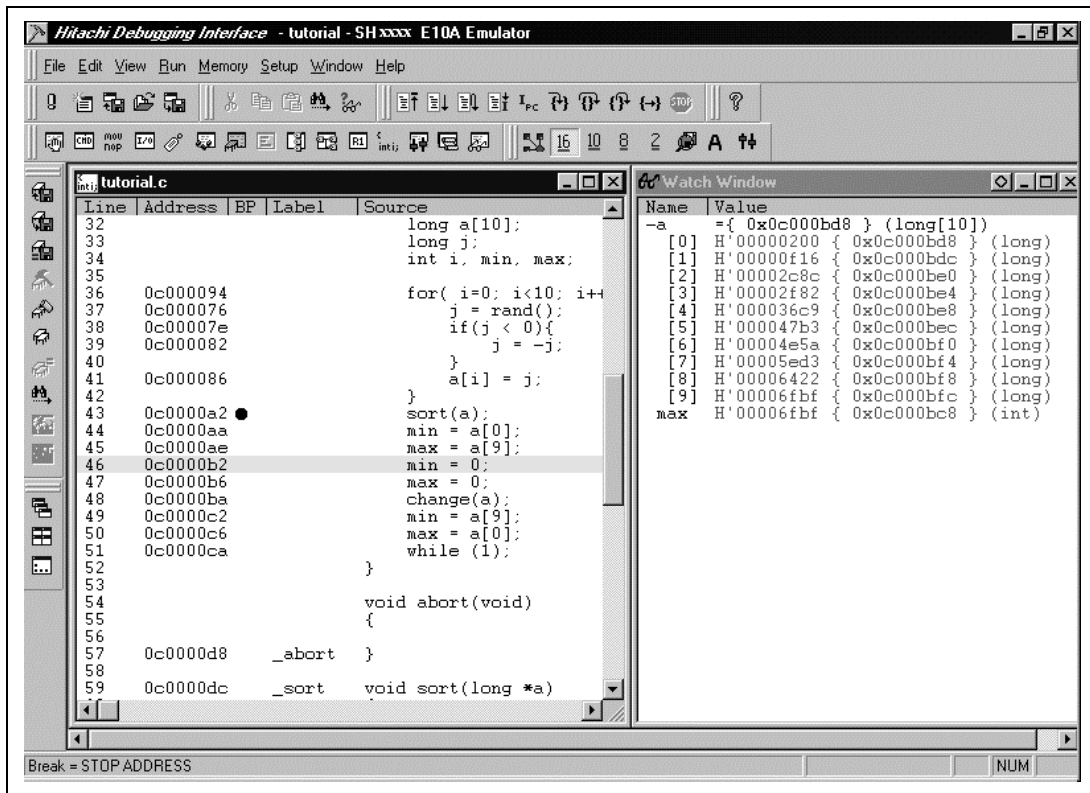 Hitachi Debugging Interface - tutorial - SH xxxx E10A Emulator
File Edit View Run Memory Setup Window Help
16 10 8 2
tutorial.c
Line Address BP Label Source
32 long a[10];
33 long j;
34 int i, min, max;
35
36 0c000094 for( i=0; i<10; i++
37 0c000076 j = rand();
38 0c00007e if(j < 0){
39 0c000082 j = -j;
40 }
41 0c000086 a[i] = j;
42 }
43 0c0000a2 ● sort(a);
44 0c0000aa min = a[0];
45 0c0000ae max = a[9];
46 0c0000b2 min = 0;
47 0c0000b6 max = 0;
48 0c0000ba change(a);
49 0c0000c2 min = a[9];
50 0c0000c6 max = a[0];
51 0c0000ca while (1);
52 }
53
54 void abort(void)
55 {
56
57 0c0000d8 _abort }
58
59 0c0000dc _sort void sort(long *a)
Watch Window
Name Value
-a ={ 0x0c000bd8 } (long[10])
[0] H'00000200 { 0x0c000bd8 } (long)
[1] H'00000f16 { 0x0c000bdc } (long)
[2] H'00002c8c { 0x0c000be0 } (long)
[3] H'00002f82 { 0x0c000be4 } (long)
[4] H'000036c9 { 0x0c000be8 } (long)
[5] H'000047b3 { 0x0c000bec } (long)
[6] H'00004e5a { 0x0c000bf0 } (long)
[7] H'00005ed3 { 0x0c000bf4 } (long)
[8] H'00006422 { 0x0c000bf8 } (long)
[9] H'00006fbf { 0x0c000bfc } (long)
max H'00006fbf { 0x0c000bc8 } (int)
Break = STOP ADDRESS
NUM